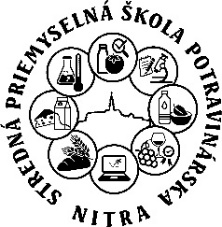 STREDNÁ PRIEMYSELNÁ ŠKOLA POTRAVINÁRSKA
NITRA